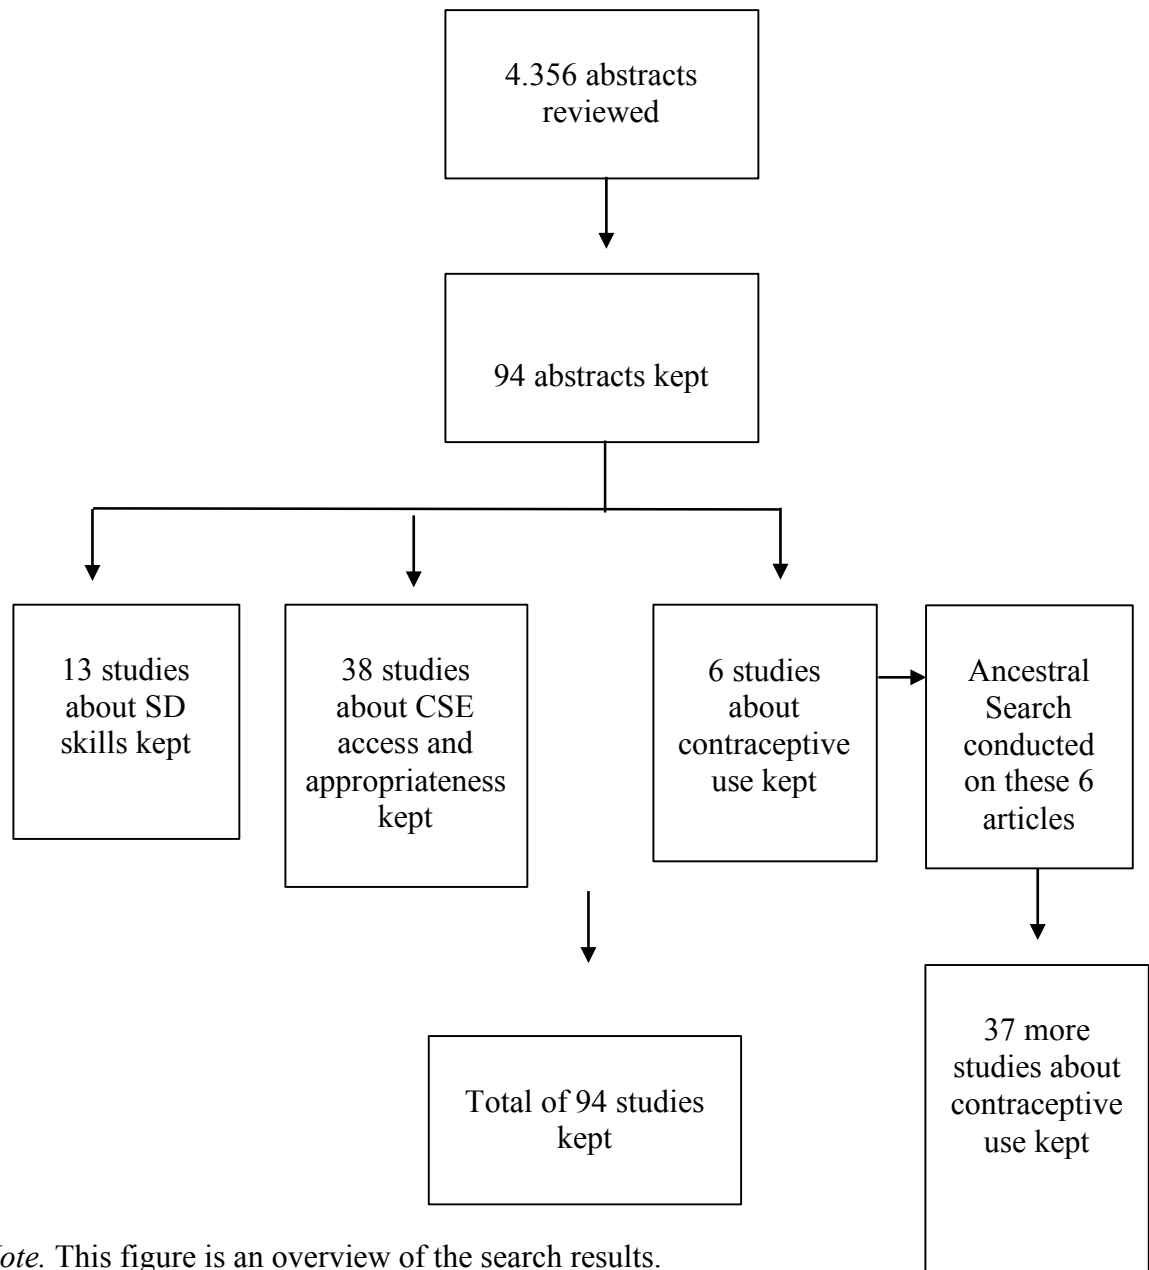 4.356 abstracts
reviewed
94 abstracts kept
13 studies
about SD
skills kept
38 studies
about CSE
access and
appropriateness
kept
6 studies
about
contraceptive
use kept
Ancestral
Search
conducted
on these 6
articles
37 more
studies about
contraceptive
use kept
Total of 94 studies
kept
ote. This figure is an overview of the search results.